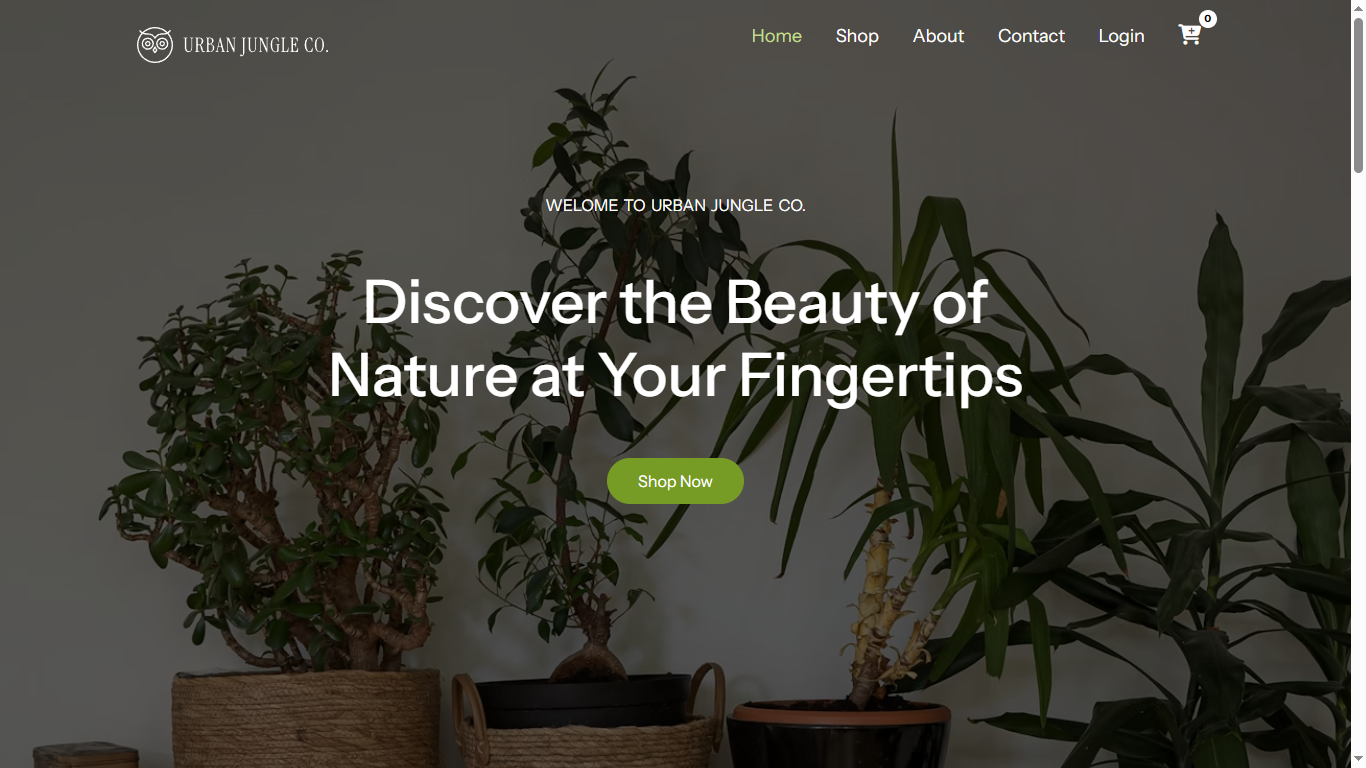 URBAN JUNGLE CO.
Home Shop About Contact Login 0
WELOME TO URBAN JUNGLE CO.
Discover the Beauty of
Nature at Your Fingertips
Shop Now